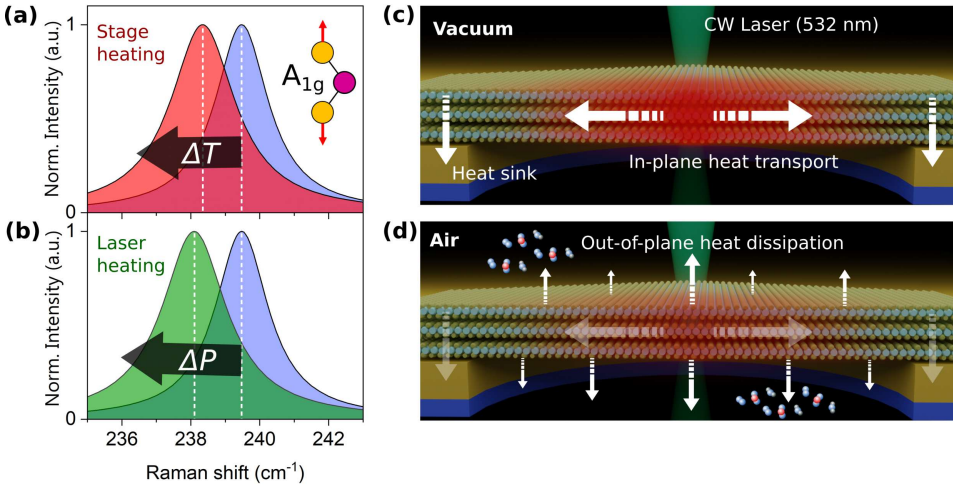 (a)
Norm. Intensity (a.u.)
1
0
Stage
heating
A1g
ΔT
(b)
Norm. Intensity (a.u.)
1
0
Laser
heating
ΔP
236
238
240
242
Raman shift (cm⁻¹)
(c)
Vacuum
CW Laser (532 nm)
Heat sink
In-plane heat transport
(d)
Air
Out-of-plane heat dissipation